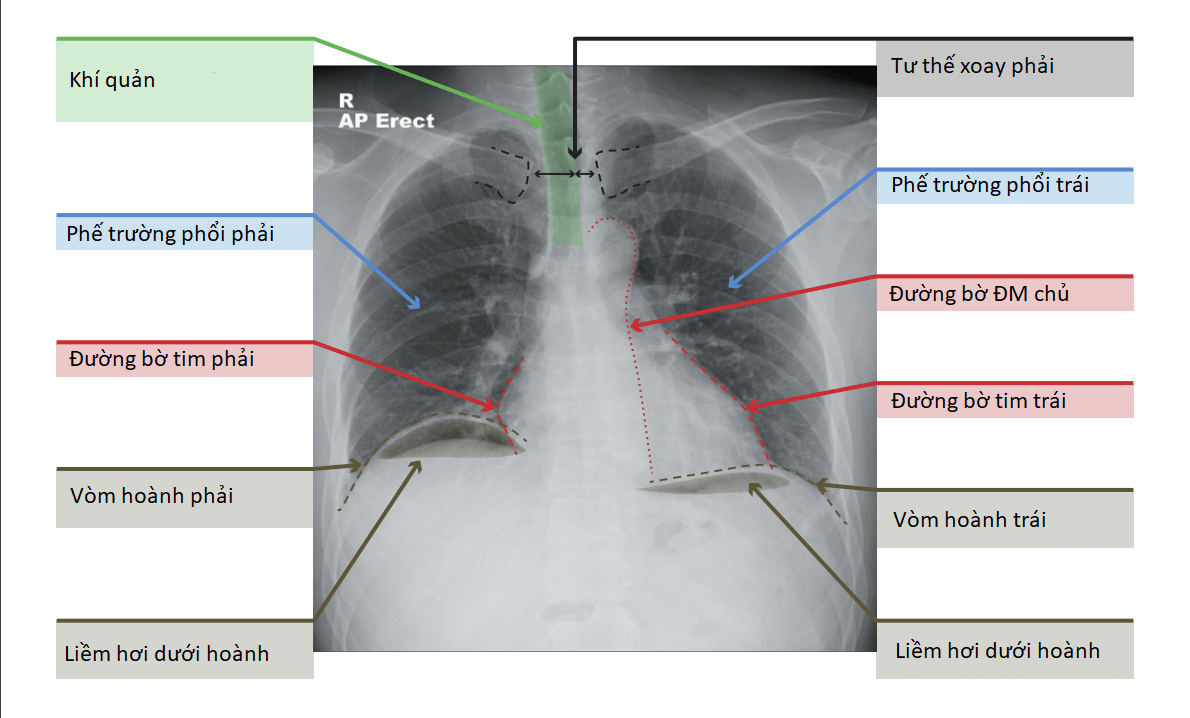 Khí quản
Tư thế xoay phải
R
AP Erect
Phế trường phổi trái
Phế trường phổi phải
Đường bờ ĐM chủ
Đường bờ tim phải
Đường bờ tim trái
Vòm hoành phải
Vòm hoành trái
Liềm hơi dưới hoành
Liềm hơi dưới hoành